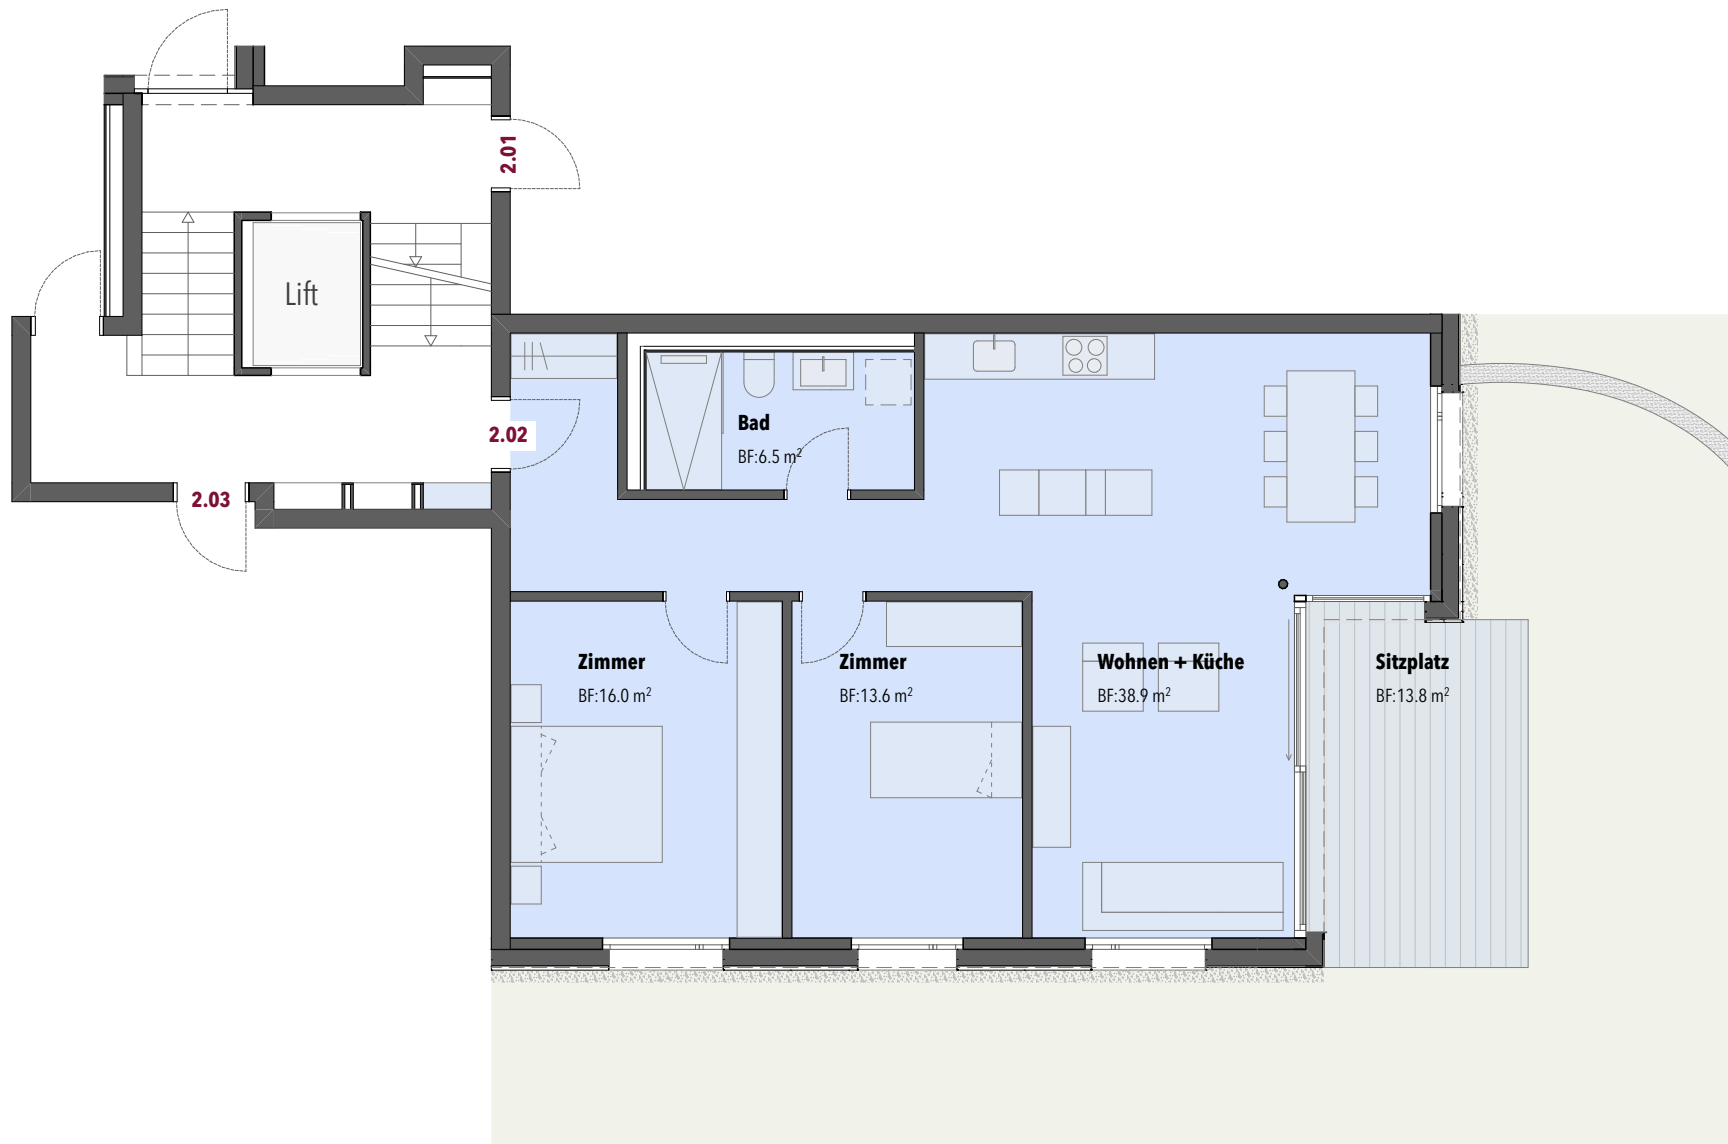 2.01
Lift
2.02
2.03
Bad
BF:6.5 m²
Zimmer
BF:16.0 m²
Zimmer
BF:13.6 m²
Wohnen + Küche
BF:38.9 m²
Sitzplatz
BF:13.8 m²